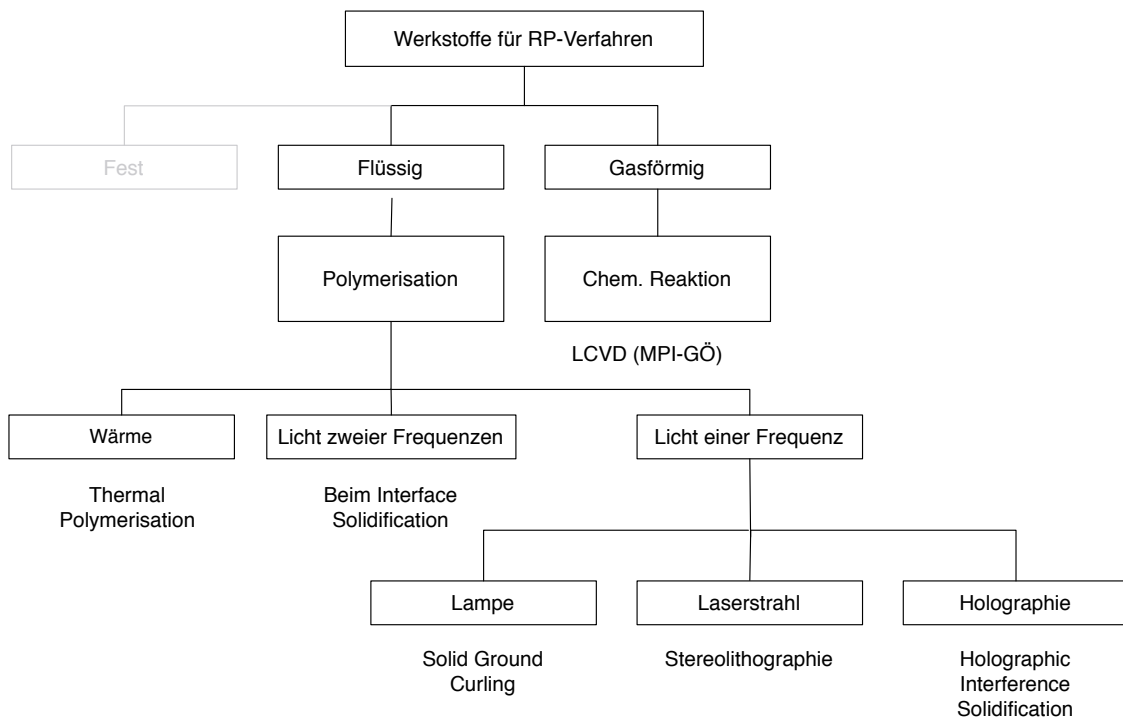 Werkstoffe für RP-Verfahren
Fest
Flüssig
Gasförmig
Polymerisation
Chem. Reaktion
LCVD (MPI-GÖ)
Wärme
Licht zweier Frequenzen
Licht einer Frequenz
Thermal
Polymerisation
Beim Interface
Solidification
Lampe
Laserstrahl
Holographie
Solid Ground
Curling
Stereolithographie
Holographic
Interference
Solidification